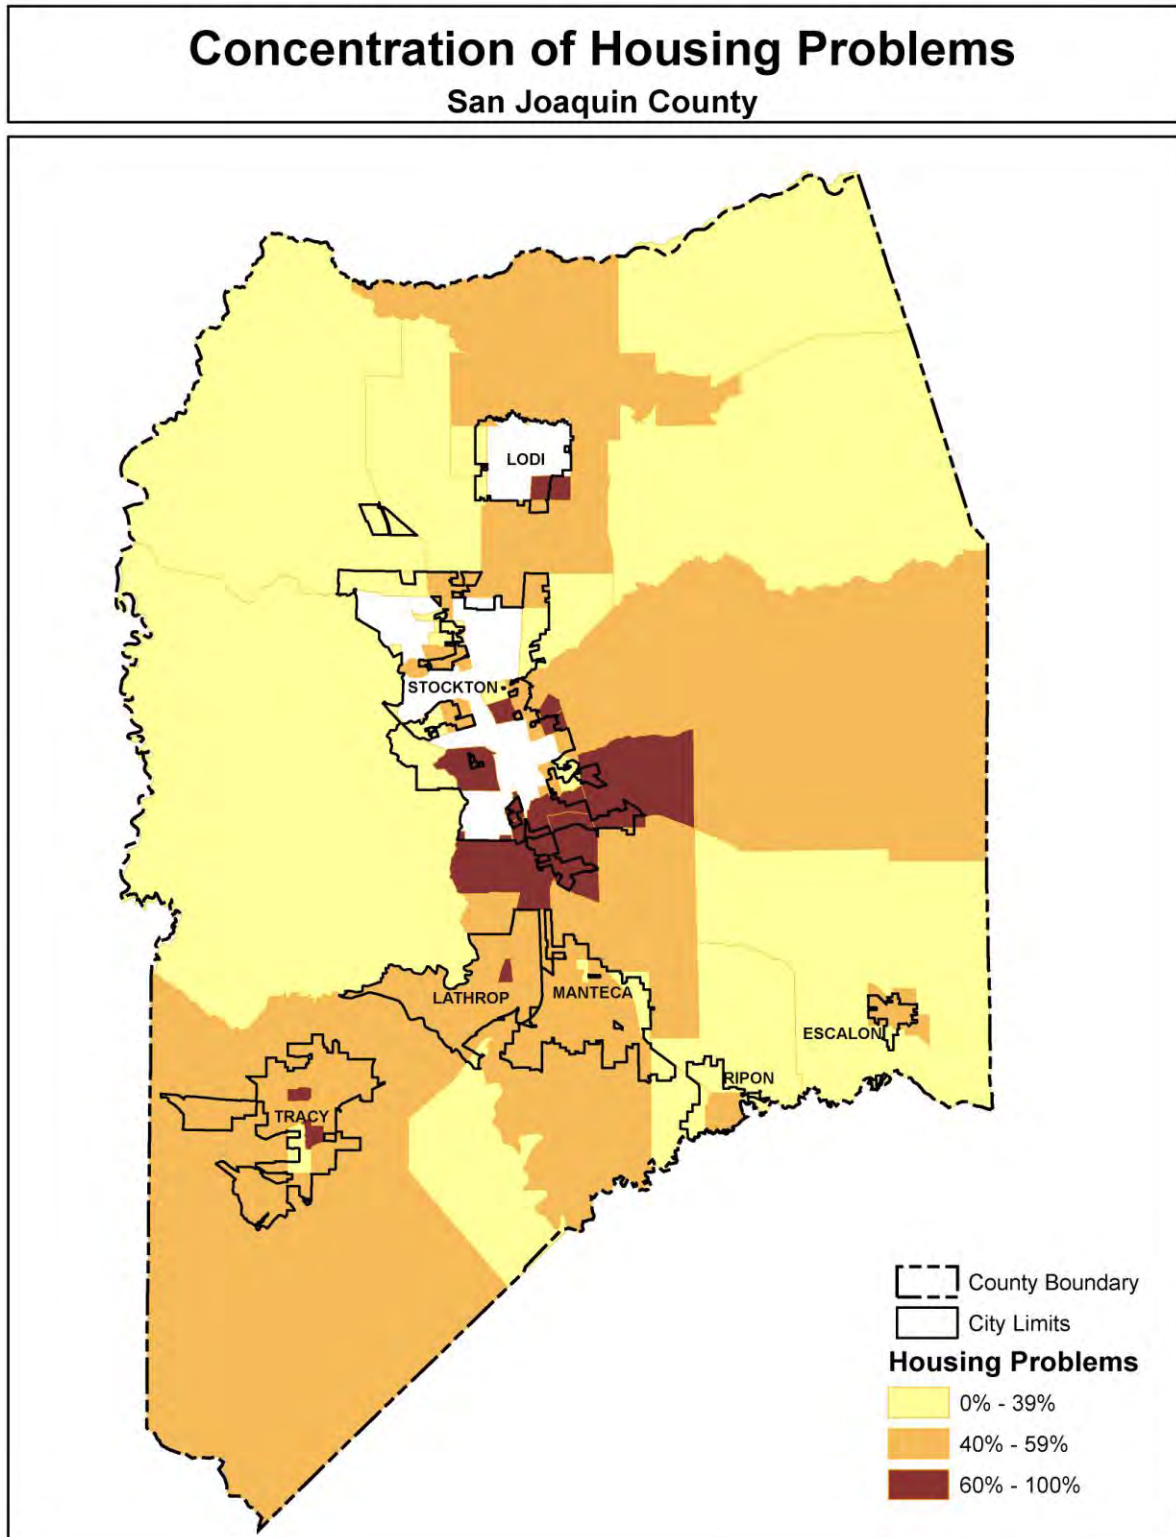 Concentration of Housing Problems
San Joaquin County
LODI
STOCKTON
LATHROP
MANTECA
ESCALON
RIPON
TRACY
County Boundary
City Limits
Housing Problems
0% - 39%
40% - 59%
60% - 100%